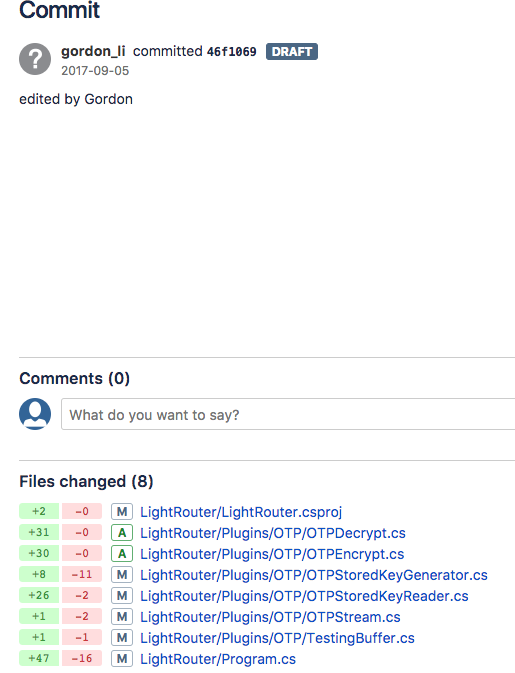 Commit
? gordon_li committed 46f1069 DRAFT
2017-09-05
edited by Gordon
Comments (0)
What do you want to say?
Files changed (8)
+2 -0 M LightRouter/LightRouter.csproj
+31 -0 A LightRouter/Plugins/OTP/OTPDecrypt.cs
+30 -0 A LightRouter/Plugins/OTP/OTPEncrypt.cs
+8 -11 M LightRouter/Plugins/OTP/OTPStoredKeyGenerator.cs
+26 -2 M LightRouter/Plugins/OTP/OTPStoredKeyReader.cs
+1 -2 M LightRouter/Plugins/OTP/OTPStream.cs
+1 -1 M LightRouter/Plugins/OTP/TestingBuffer.cs
+47 -16 M LightRouter/Program.cs